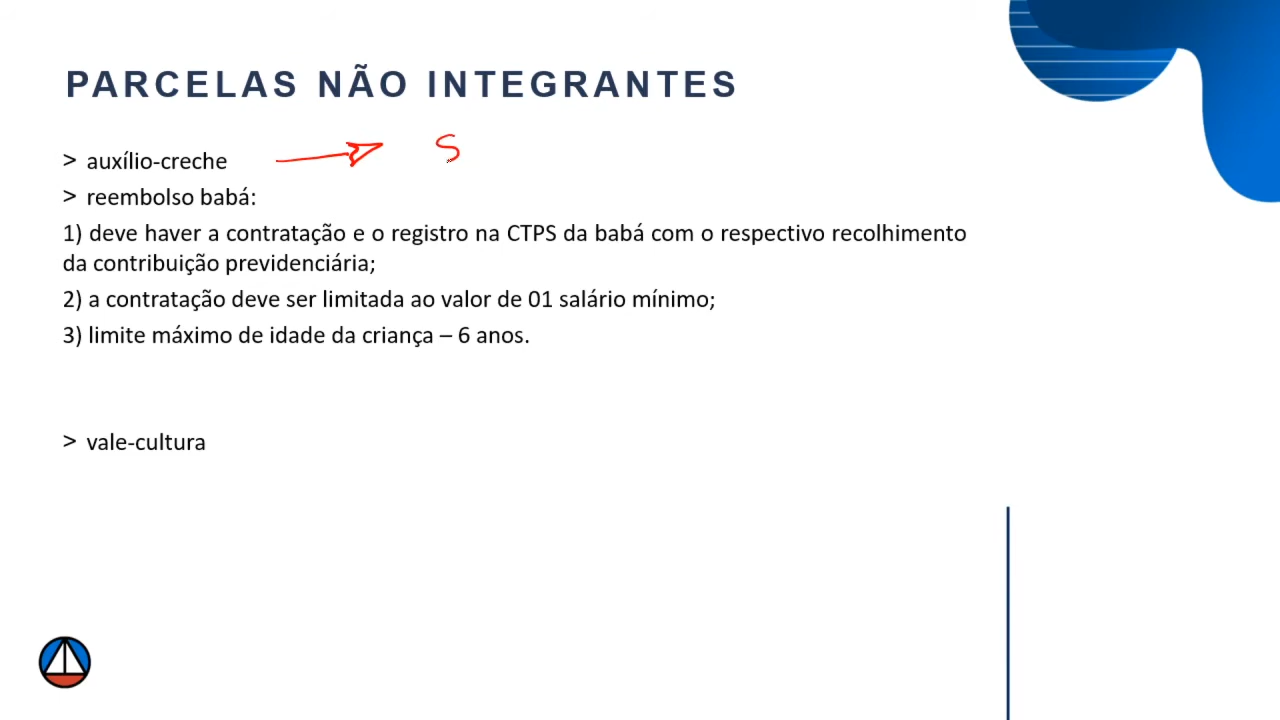 PARCELAS NÃO INTEGRANTES
> auxílio-creche S
> reembolso babá:
1) deve haver a contratação e o registro na CTPS da babá com o respectivo recolhimento
da contribuição previdenciária;
2) a contratação deve ser limitada ao valor de 01 salário mínimo;
3) limite máximo de idade da criança – 6 anos.
> vale-cultura